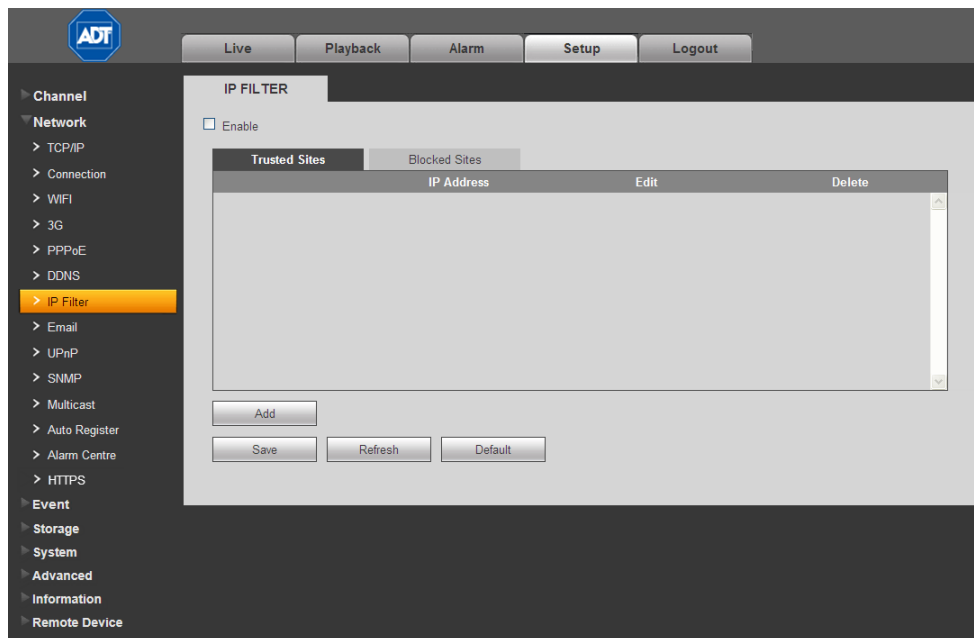 ADT
Live Playback Alarm Setup Logout
Channel
Network
> TCP/IP
> Connection
> WIFI
> 3G
> PPPoE
> DDNS
> IP Filter
> Email
> UPnP
> SNMP
> Multicast
> Auto Register
> Alarm Centre
> HTTPS
Event
Storage
System
Advanced
Information
Remote Device
IP FILTER
Enable
Trusted Sites Blocked Sites
IP Address Edit Delete
Add
Save Refresh Default